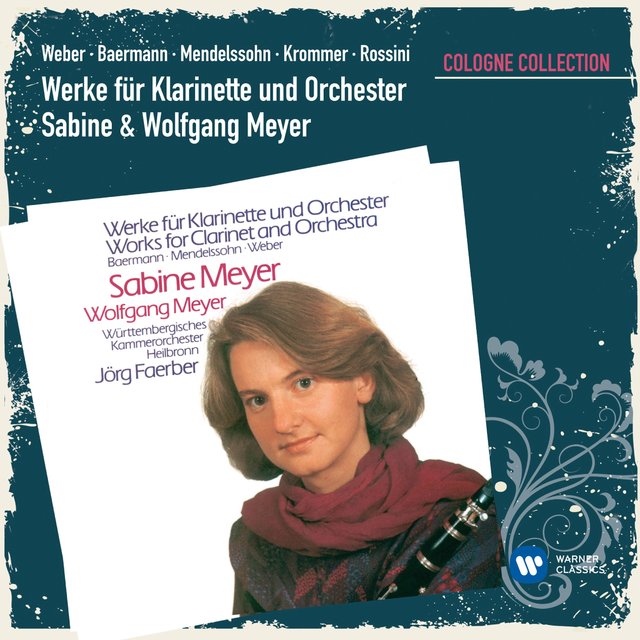 Weber · Baermann · Mendelssohn · Krommer · Rossini
Werke für Klarinette und Orchester
Sabine & Wolfgang Meyer
COLOGNE COLLECTION
Werke für Klarinette und Orchester
Works for Clarinet and Orchestra
Baermann · Mendelssohn · Weber
Sabine Meyer
Wolfgang Meyer
Württembergisches
Kammerorchester
Heilbronn
Jörg Faerber
WARNER
CLASSICS